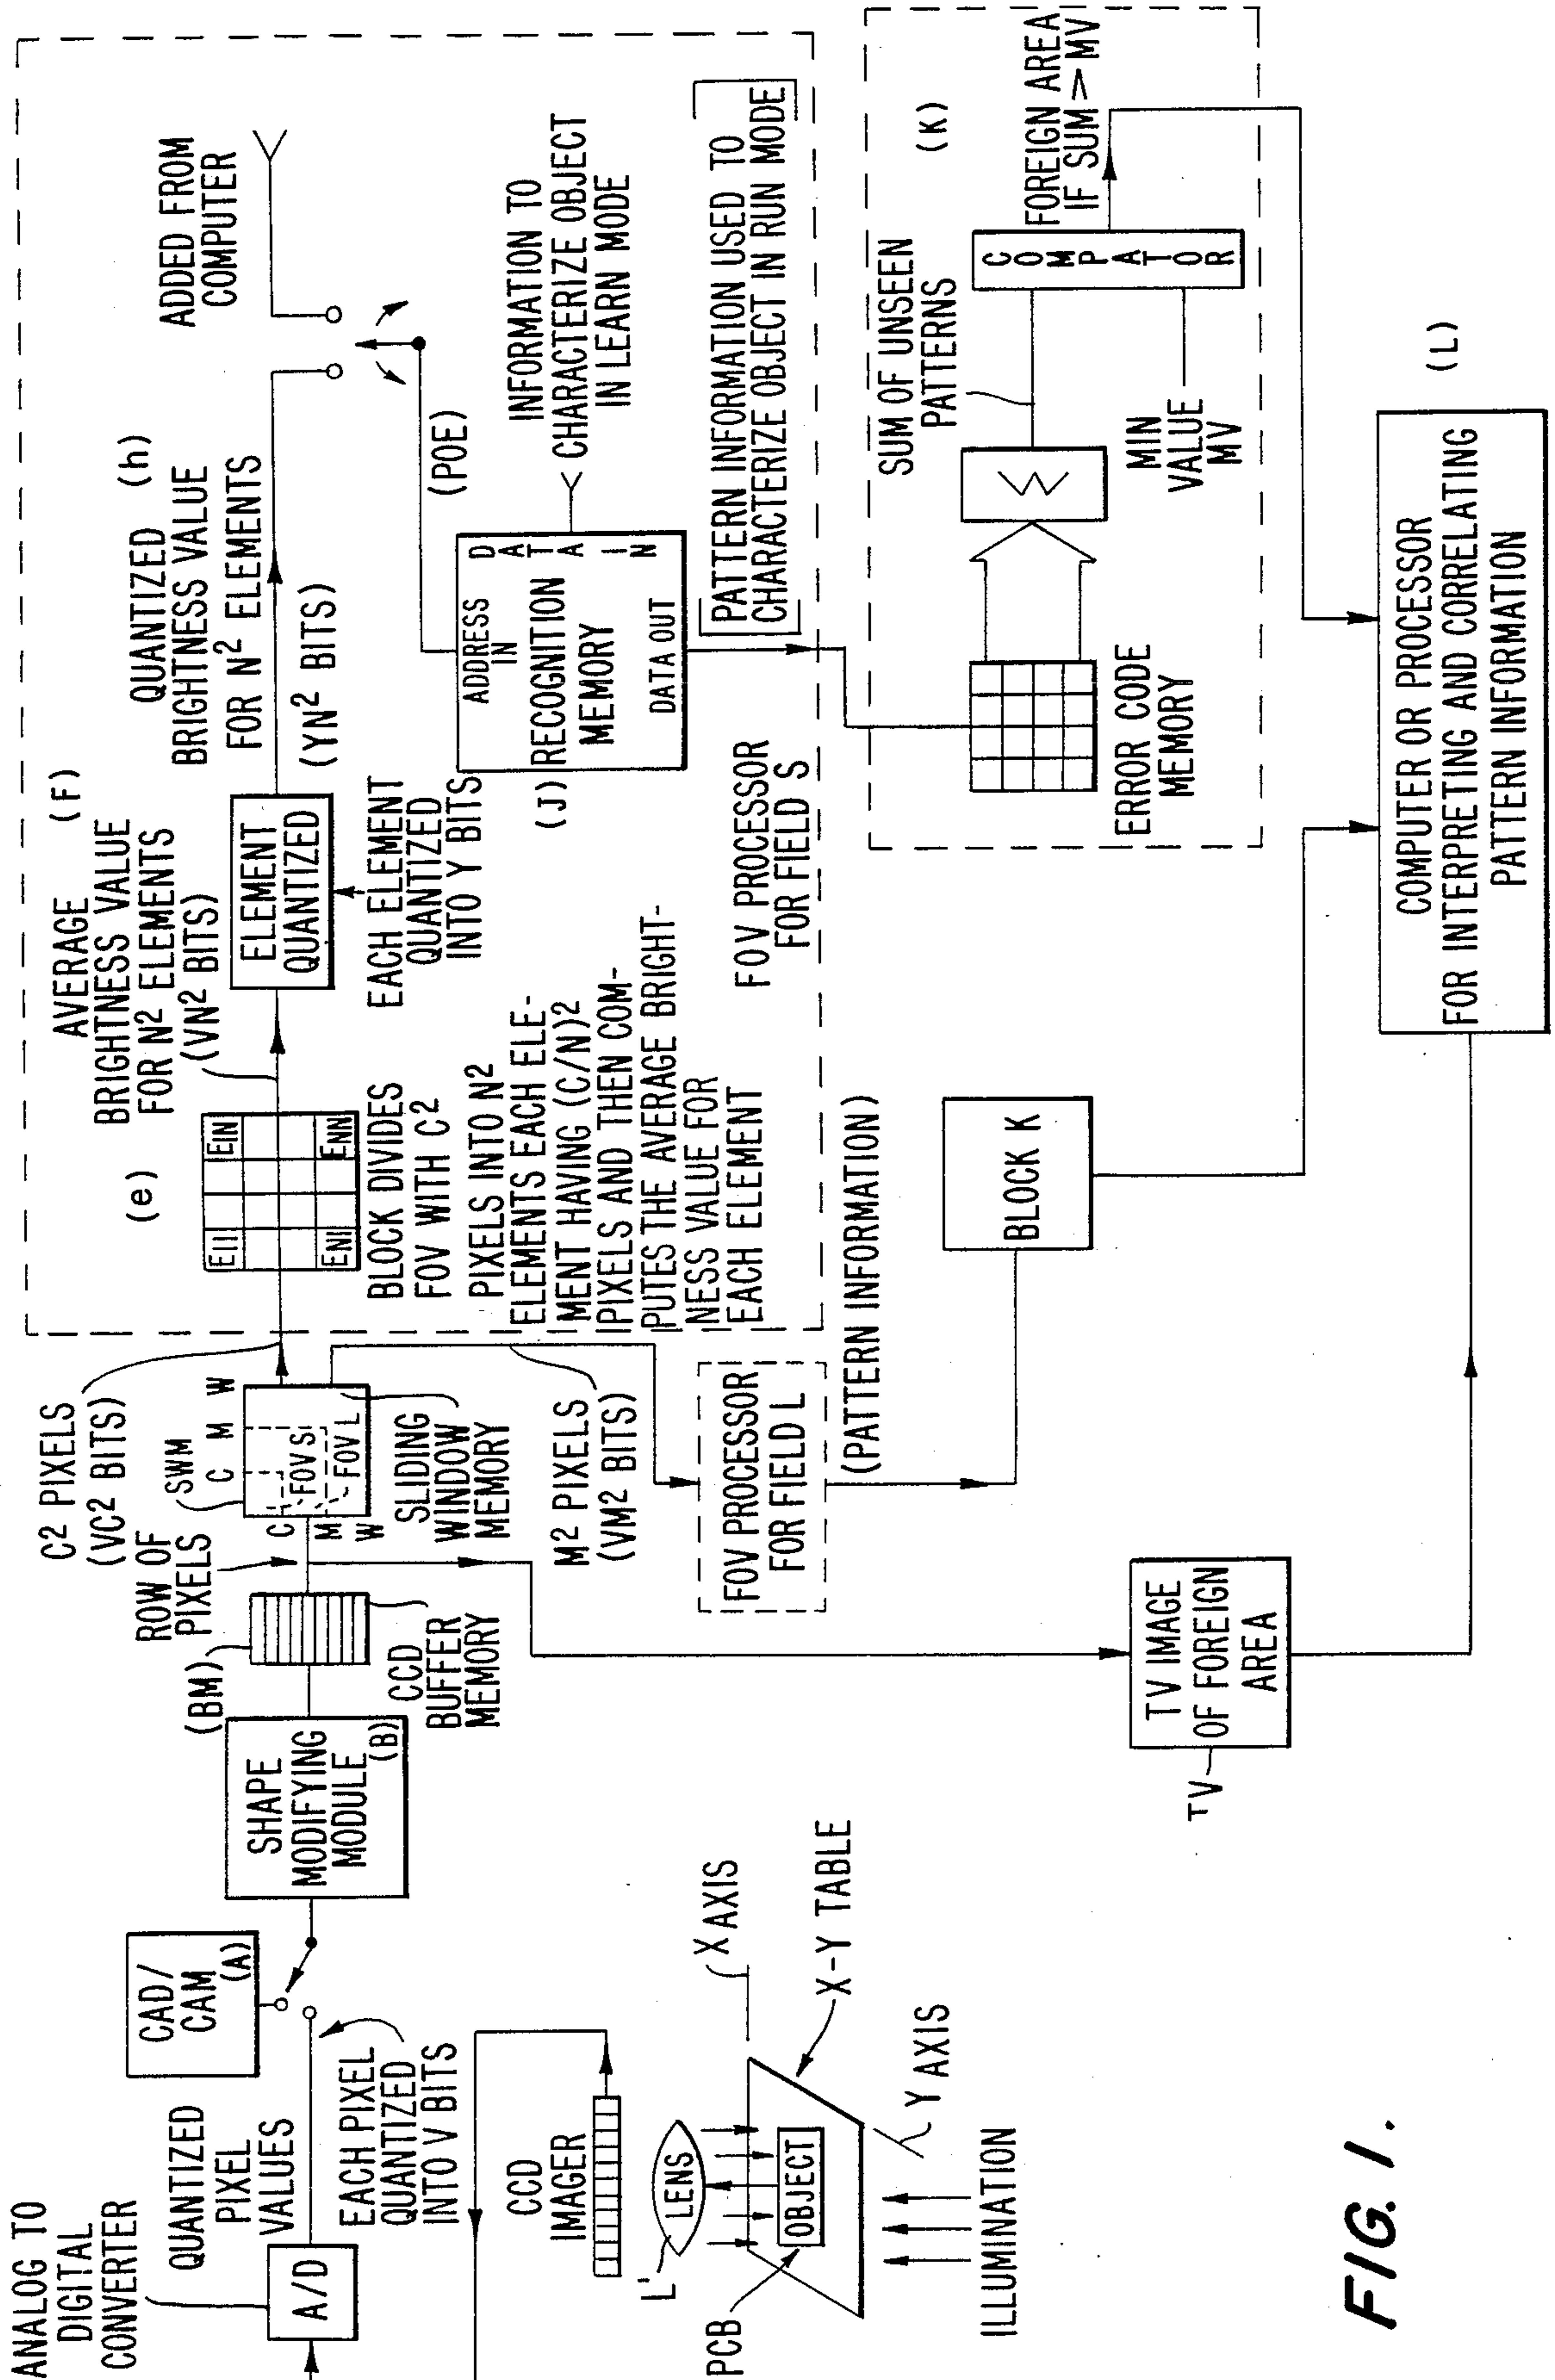 ANALOG TO
DIGITAL
CONVERTER
A/D
QUANTIZED
PIXEL
VALUES
EACH PIXEL
QUANTIZED
INTO V BITS
CAD/
CAM
(A)
SHAPE
MODIFYING
MODULE
(B)
(BM)
CCD
BUFFER
MEMORY
ROW OF
PIXELS
C² PIXELS
(VC² BITS)
SWM
C M W
C
M
W
FOV S
FOV L
SLIDING
WINDOW
MEMORY
M² PIXELS
(VM² BITS)
(e)
E11 E1N
EN1 ENN
BLOCK DIVIDES
FOV WITH C²
PIXELS INTO N²
ELEMENTS EACH ELE-
MENT HAVING (C/N)²
PIXELS AND THEN COM-
PUTES THE AVERAGE BRIGHT-
NESS VALUE FOR
EACH ELEMENT
AVERAGE (F)
BRIGHTNESS VALUE
FOR N² ELEMENTS
(VN² BITS)
ELEMENT
QUANTIZED
EACH ELEMENT
QUANTIZED
INTO Y BITS
QUANTIZED (h)
BRIGHTNESS VALUE
FOR N² ELEMENTS
(YN² BITS)
ADDED FROM
COMPUTER
(POE)
ADDRESS
IN
RECOGNITION
MEMORY
DATA OUT
DATA IN
(J)
INFORMATION TO
CHARACTERIZE OBJECT
IN LEARN MODE
PATTERN INFORMATION USED TO
CHARACTERIZE OBJECT IN RUN MODE
FOV PROCESSOR
FOR FIELD S
FOV PROCESSOR
FOR FIELD L
(PATTERN INFORMATION)
BLOCK K
ERROR CODE
MEMORY
Σ
SUM OF UNSEEN
PATTERNS
MIN
VALUE
MV
COMPATOR
(K)
FOREIGN AREA
IF SUM > MV
(L)
COMPUTER OR PROCESSOR
FOR INTERPRETING AND CORRELATING
PATTERN INFORMATION
TV IMAGE
OF FOREIGN
AREA
TV
CCD
IMAGER
L'
LENS
OBJECT
PCB
X AXIS
X-Y TABLE
Y AXIS
ILLUMINATION
FIG. 1.